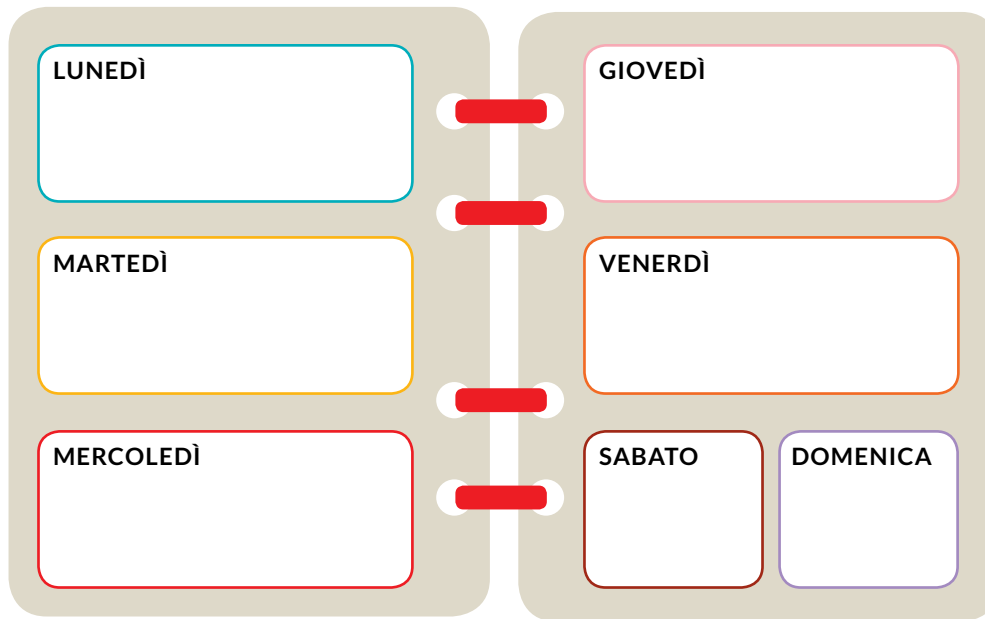 LUNEDÌ
MARTEDÌ
MERCOLEDÌ
GIOVEDÌ
VENERDÌ
SABATO
DOMENICA